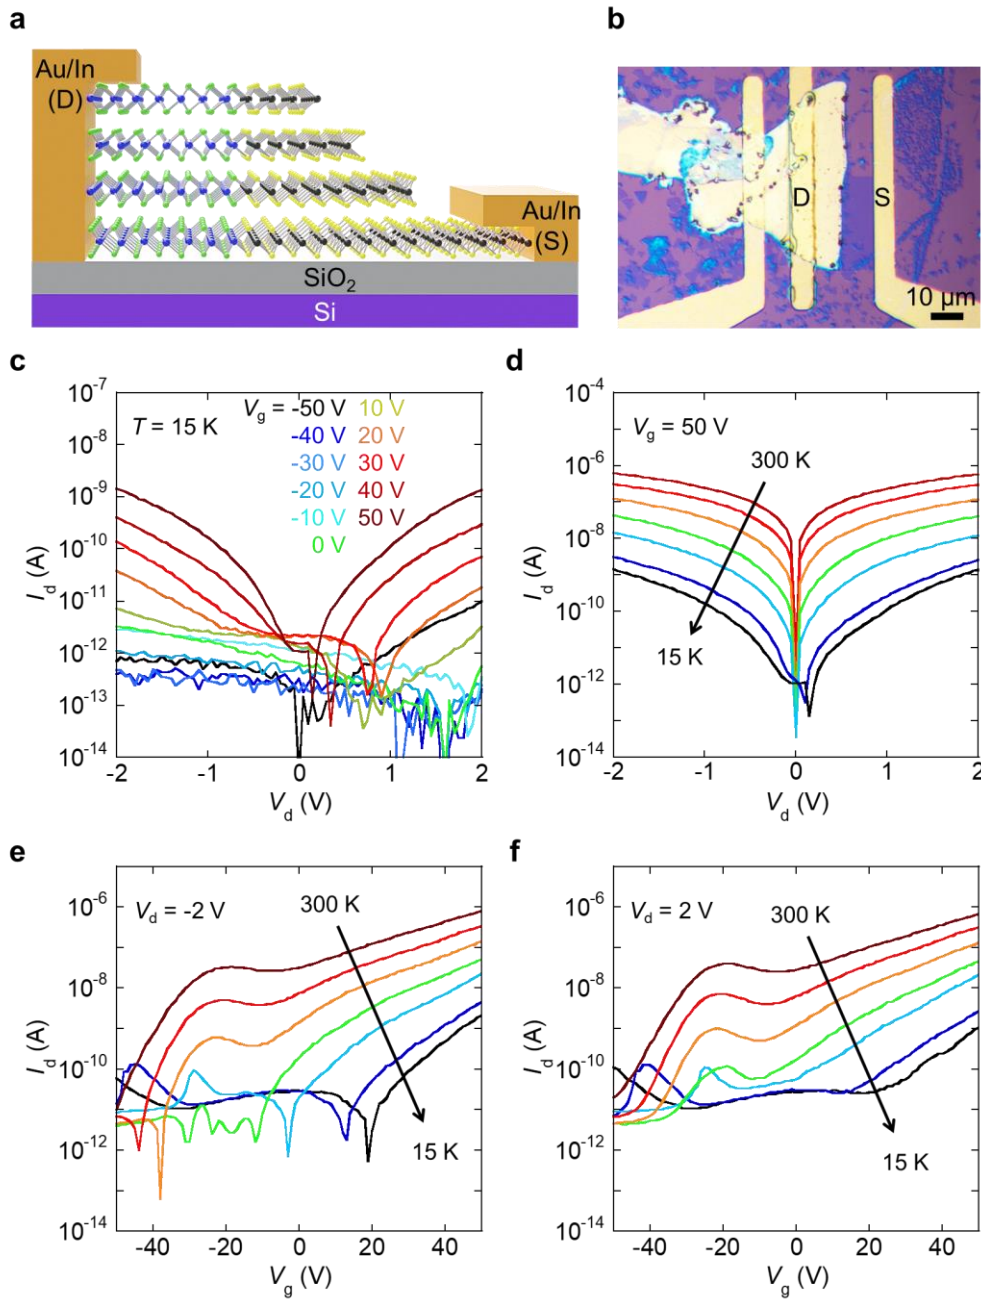 a
Au/In
(D)
Au/In
(S)
SiO2
Si
b
D
S
10 μm
c
10-7
10-8
10-9
10-10
10-11
10-12
10-13
10-14
T = 15 K
Vg = -50 V 10 V
-40 V 20 V
-30 V 30 V
-20 V 40 V
-10 V 50 V
0 V
Id (A)
-2 -1 0 1 2
Vd (V)
d
10-4
10-6
10-8
10-10
10-12
10-14
Vg = 50 V
300 K
15 K
Id (A)
-2 -1 0 1 2
Vd (V)
e
10-6
10-8
10-10
10-12
10-14
Vd = -2 V
300 K
15 K
Id (A)
-40 -20 0 20 40
Vg (V)
f
10-6
10-8
10-10
10-12
10-14
Vd = 2 V
300 K
15 K
Id (A)
-40 -20 0 20 40
Vg (V)